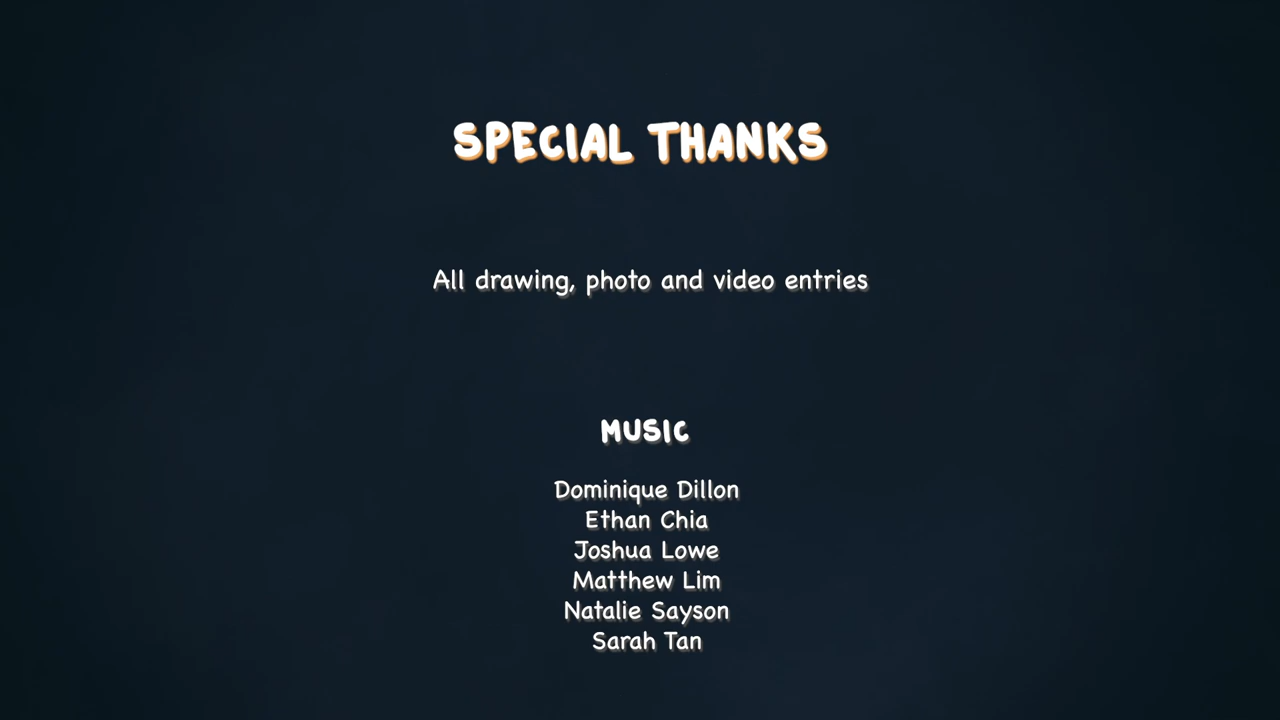 SPECIAL THANKS
All drawing, photo and video entries
MUSIC
Dominique Dillon
Ethan Chia
Joshua Lowe
Matthew Lim
Natalie Sayson
Sarah Tan